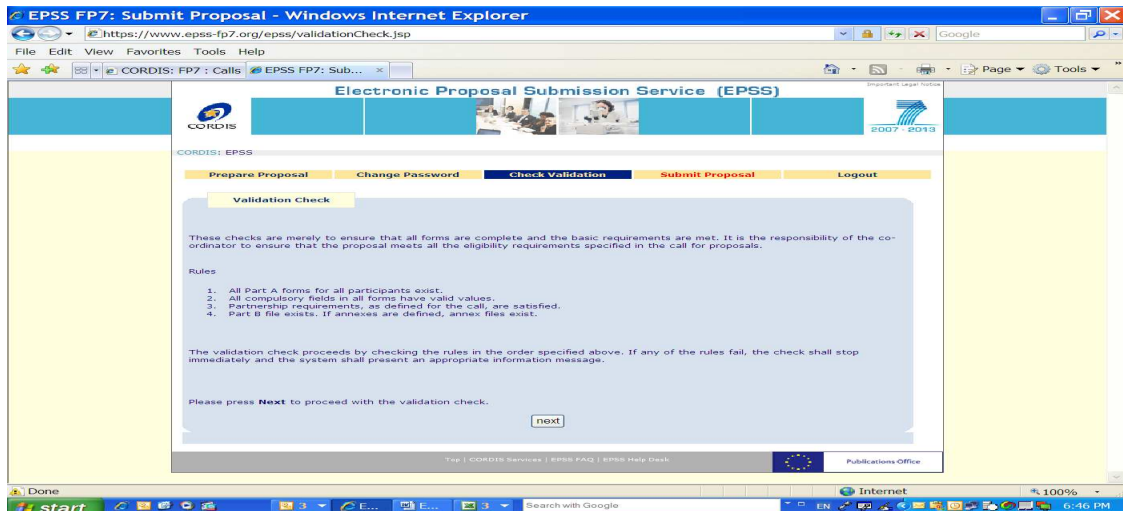 EPSS FP7: Submit Proposal - Windows Internet Explorer
https://www.epss-fp7.org/epss/validationCheck.jsp
Google
File Edit View Favorites Tools Help
CORDIS: FP7 : Calls
EPSS FP7: Sub...
Page
Tools
Electronic Proposal Submission Service (EPSS)
Important Legal Notice
CORDIS
2007 - 2013
CORDIS: EPSS
Prepare Proposal Change Password Check Validation Submit Proposal Logout
Validation Check
These checks are merely to ensure that all forms are complete and the basic requirements are met. It is the responsibility of the co-
ordinator to ensure that the proposal meets all the eligibility requirements specified in the call for proposals.
Rules
1. All Part A forms for all participants exist.
2. All compulsory fields in all forms have valid values.
3. Partnership requirements, as defined for the call, are satisfied.
4. Part B file exists. If annexes are defined, annex files exist.
The validation check proceeds by checking the rules in the order specified above. If any of the rules fail, the check shall stop
immediately and the system shall present an appropriate information message.
Please press Next to proceed with the validation check.
next
Top | CORDIS Services | EPSS FAQ | EPSS Help Desk
Publications Office
Done
Internet
100%
start
3
E...
E...
3
Search with Google
EN
6:46 PM